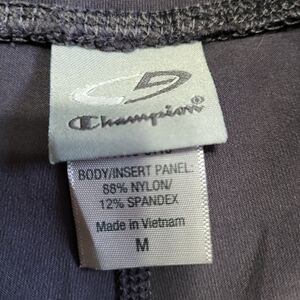 Champion®
BODY/INSERT PANEL:
88% NYLON/
12% SPANDEX
Made in Vietnam
M